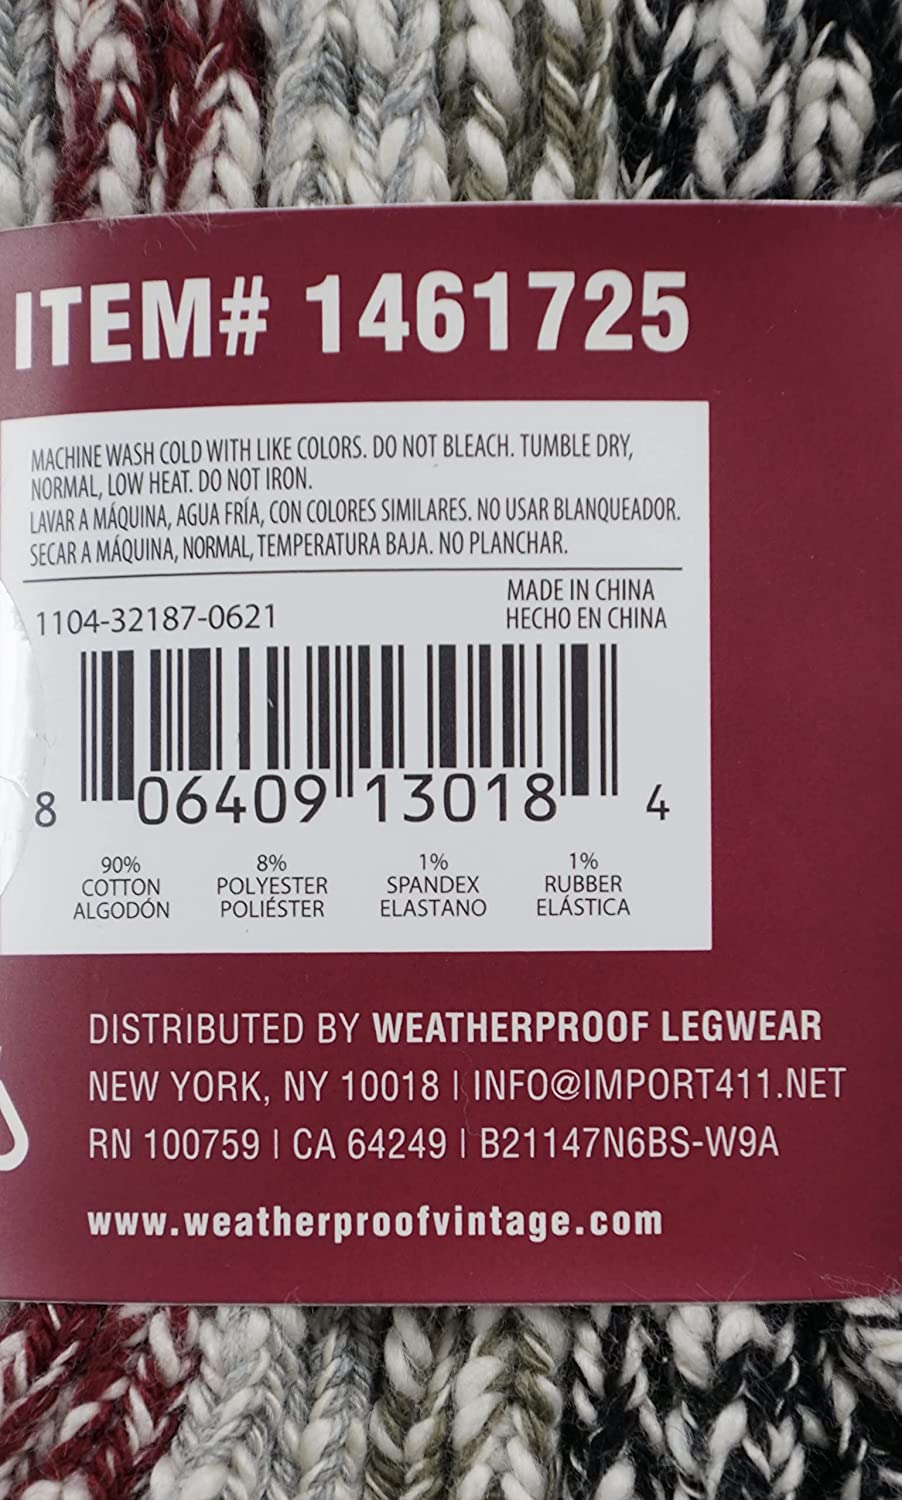 ITEM# 1461725
MACHINE WASH COLD WITH LIKE COLORS. DO NOT BLEACH. TUMBLE DRY,
NORMAL, LOW HEAT. DO NOT IRON.
LAVAR A MÁQUINA, AGUA FRÍA, CON COLORES SIMILARES. NO USAR BLANQUEADOR.
SECAR A MÁQUINA, NORMAL, TEMPERATURA BAJA. NO PLANCHAR.
1104-32187-0621
MADE IN CHINA
HECHO EN CHINA
8 06409 13018 4
90% 8% 1% 1%
COTTON POLYESTER SPANDEX RUBBER
ALGODÓN POLIÉSTER ELASTANO ELÁSTICA
DISTRIBUTED BY WEATHERPROOF LEGWEAR
NEW YORK, NY 10018 | INFO@IMPORT411.NET
RN 100759 | CA 64249 | B21147N6BS-W9A
www.weatherproofvintage.com